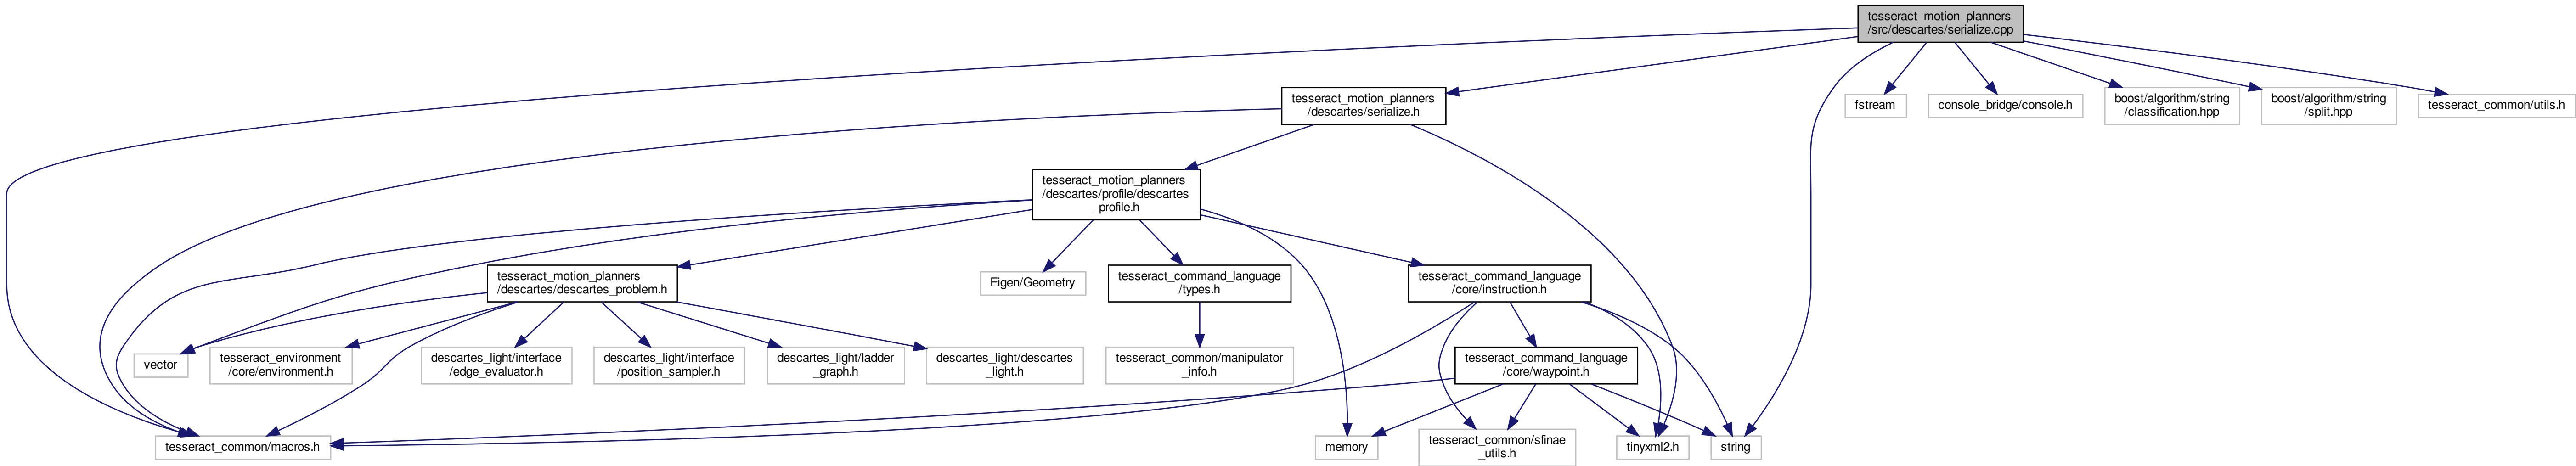 tesseract_motion_planners
/src/descartes/serialize.cpp
tesseract_motion_planners
/descartes/serialize.h
fstream
console_bridge/console.h
boost/algorithm/string
/classification.hpp
boost/algorithm/string
/split.hpp
tesseract_common/utils.h
tesseract_motion_planners
/descartes/profile/descartes
_profile.h
tesseract_motion_planners
/descartes/descartes_problem.h
Eigen/Geometry
tesseract_command_language
/types.h
tesseract_command_language
/core/instruction.h
vector
tesseract_environment
/core/environment.h
descartes_light/interface
/edge_evaluator.h
descartes_light/interface
/position_sampler.h
descartes_light/ladder
_graph.h
descartes_light/descartes
_light.h
tesseract_common/manipulator
_info.h
tesseract_command_language
/core/waypoint.h
tesseract_common/macros.h
memory
tesseract_common/sfinae
_utils.h
tinyxml2.h
string